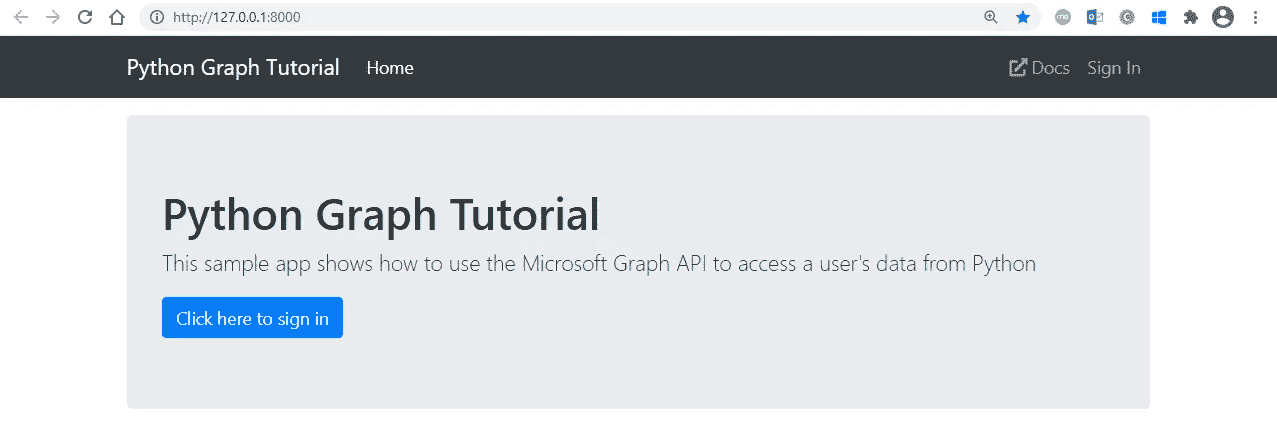 http://127.0.0.1:8000
Python Graph Tutorial Home Docs Sign In
Python Graph Tutorial
This sample app shows how to use the Microsoft Graph API to access a user's data from Python
Click here to sign in